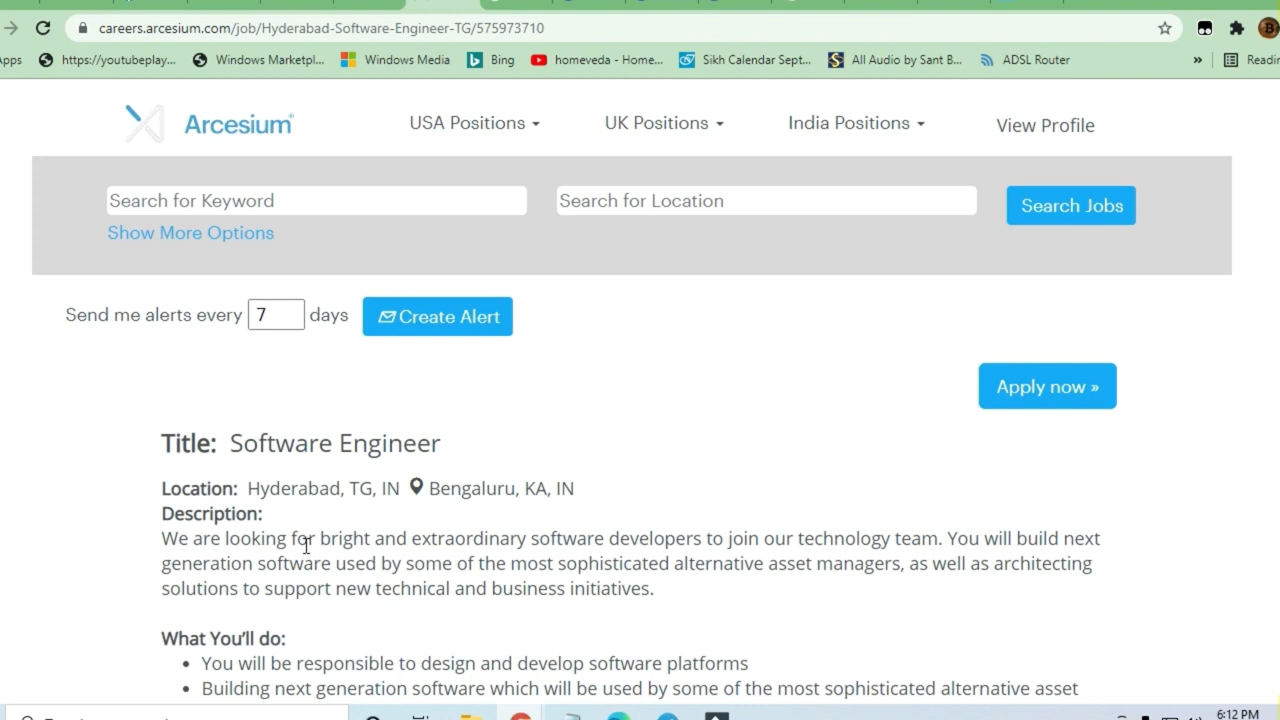 careers.arcesium.com/job/Hyderabad-Software-Engineer-TG/575973710
https://youtubeplay... Windows Marketpl... Windows Media Bing homeveda - Home... Sikh Calendar Sept... All Audio by Sant B... ADSL Router »
Arcesium USA Positions UK Positions India Positions View Profile
Search for Keyword Search for Location Search Jobs
Show More Options
Send me alerts every 7 days Create Alert
Apply now »
Title: Software Engineer
Location: Hyderabad, TG, IN Bengaluru, KA, IN
Description:
We are looking for bright and extraordinary software developers to join our technology team. You will build next
generation software used by some of the most sophisticated alternative asset managers, as well as architecting
solutions to support new technical and business initiatives.
What You’ll do:
• You will be responsible to design and develop software platforms
• Building next generation software which will be used by some of the most sophisticated alternative asset
6:12 PM